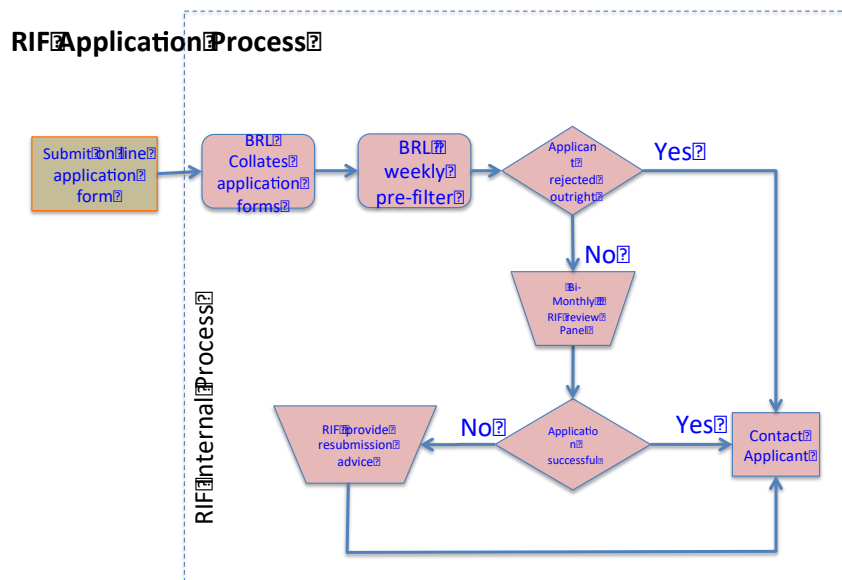 RIF Application Process
Submit on line
application
form
BRL
Collates
application
forms
BRL
weekly
pre-filter
Applican
t
rejected
outright
Yes
No
Bi-
Monthly
RIF review
Panel
RIF Internal Process
RIF provide
resubmission
advice
No
Applicatio
n
successful
Yes
Contact
Applicant